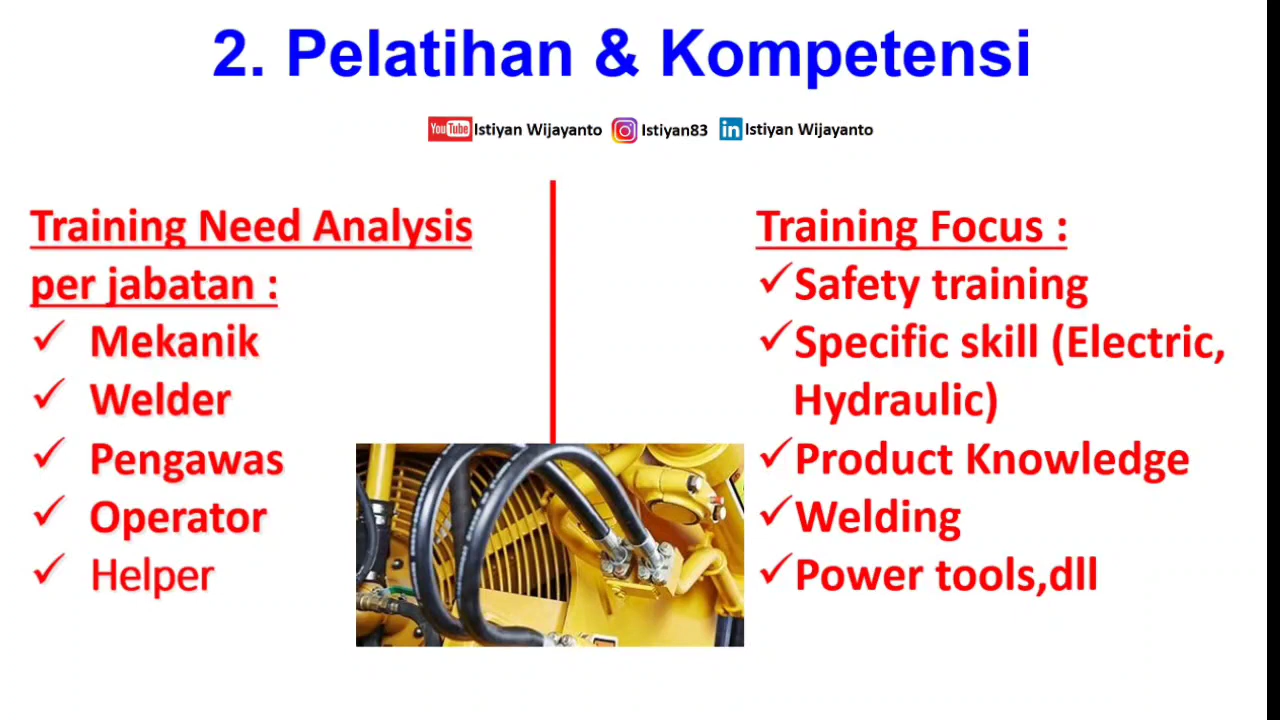 2. Pelatihan & Kompetensi
YouTube Istiyan Wijayanto Istiyan83 in Istiyan Wijayanto
Training Need Analysis
per jabatan :
✓ Mekanik
✓ Welder
✓ Pengawas
✓ Operator
✓ Helper
Training Focus :
✓Safety training
✓Specific skill (Electric,
Hydraulic)
✓Product Knowledge
✓Welding
✓Power tools,dll